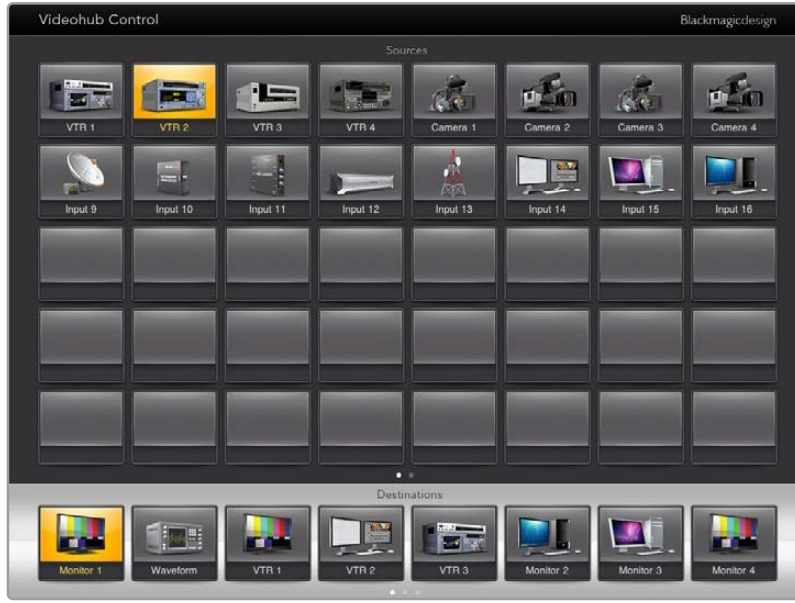 Videohub Control
Blackmagicdesign
Sources
VTR 1 VTR 2 VTR 3 VTR 4 Camera 1 Camera 2 Camera 3 Camera 4
Input 9 Input 10 Input 11 Input 12 Input 13 Input 14 Input 15 Input 16
Destinations
Monitor 1 Waveform VTR 1 VTR 2 VTR 3 Monitor 2 Monitor 3 Monitor 4